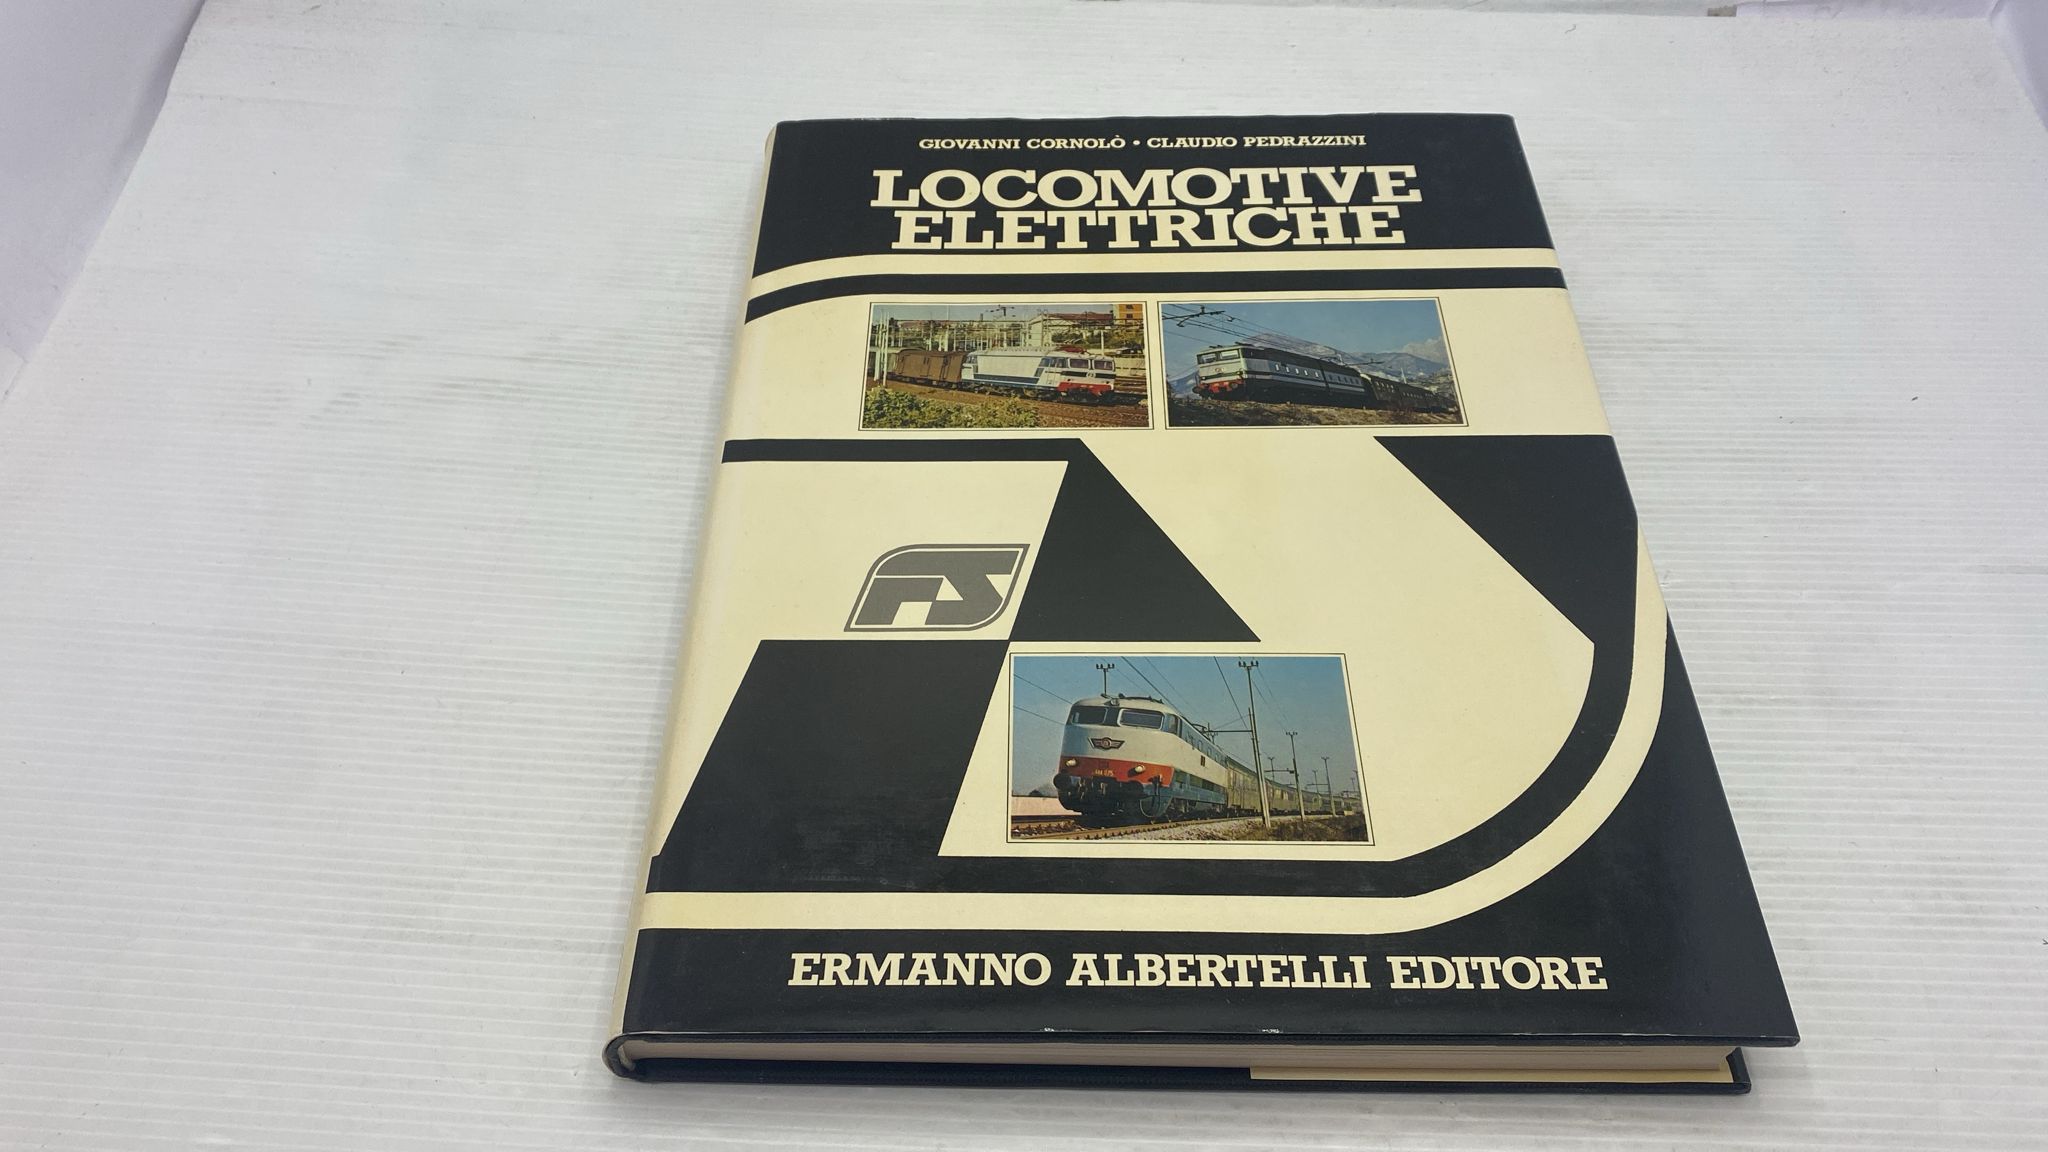 GIOVANNI CORNOLÒ • CLAUDIO PEDRAZZINI
LOCOMOTIVE
ELETTRICHE
FS
ERMANNO ALBERTELLI EDITORE